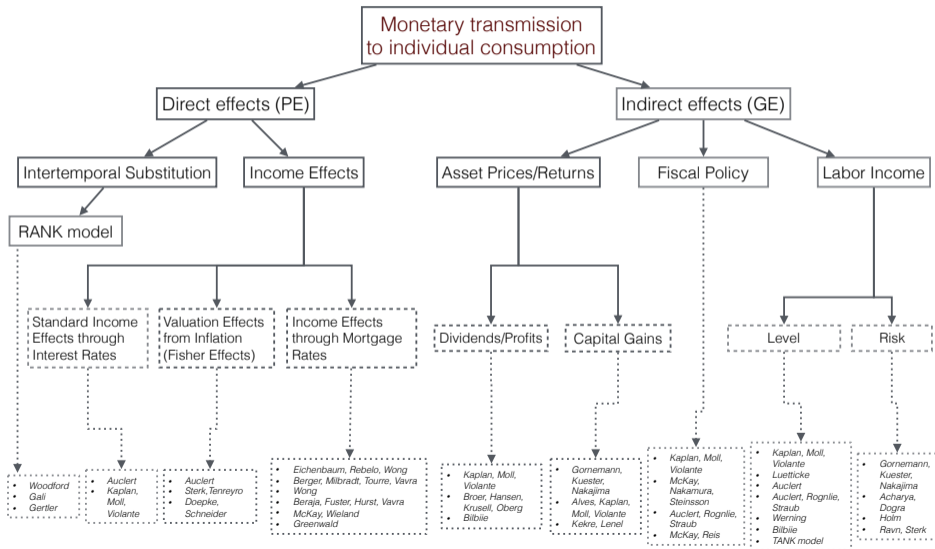 Monetary transmission
to individual consumption
Direct effects (PE)
Indirect effects (GE)
Intertemporal Substitution
Income Effects
Asset Prices/Returns
Fiscal Policy
Labor Income
RANK model
Standard Income
Effects through
Interest Rates
Valuation Effects
from Inflation
(Fisher Effects)
Income Effects
through Mortgage
Rates
Dividends/Profits
Capital Gains
Level
Risk
• Woodford
• Gali
• Gertler
• Auclert
• Kaplan,
Moll,
Violante
• Auclert
• Sterk,Tenreyro
• Doepke,
Schneider
• Eichenbaum, Rebelo, Wong
• Berger, Milbradt, Tourre, Vavra
• Wong
• Beraja, Fuster, Hurst, Vavra
• McKay, Wieland
• Greenwald
• Kaplan, Moll,
Violante
• Broer, Hansen,
Krusell, Oberg
• Bilbiie
• Gornemann,
Kuester,
Nakajima
• Alves, Kaplan,
Moll, Violante
• Kekre, Lenel
• Kaplan, Moll,
Violante
• McKay,
Nakamura,
Steinsson
• Auclert, Rognlie,
Straub
• McKay, Reis
• Kaplan, Moll,
Violante
• Luetticke
• Auclert
• Auclert, Rognlie,
Straub
• Werning
• Bilbiie
• TANK model
• Gornemann,
Kuester,
Nakajima
• Acharya,
Dogra
• Holm
• Ravn, Sterk